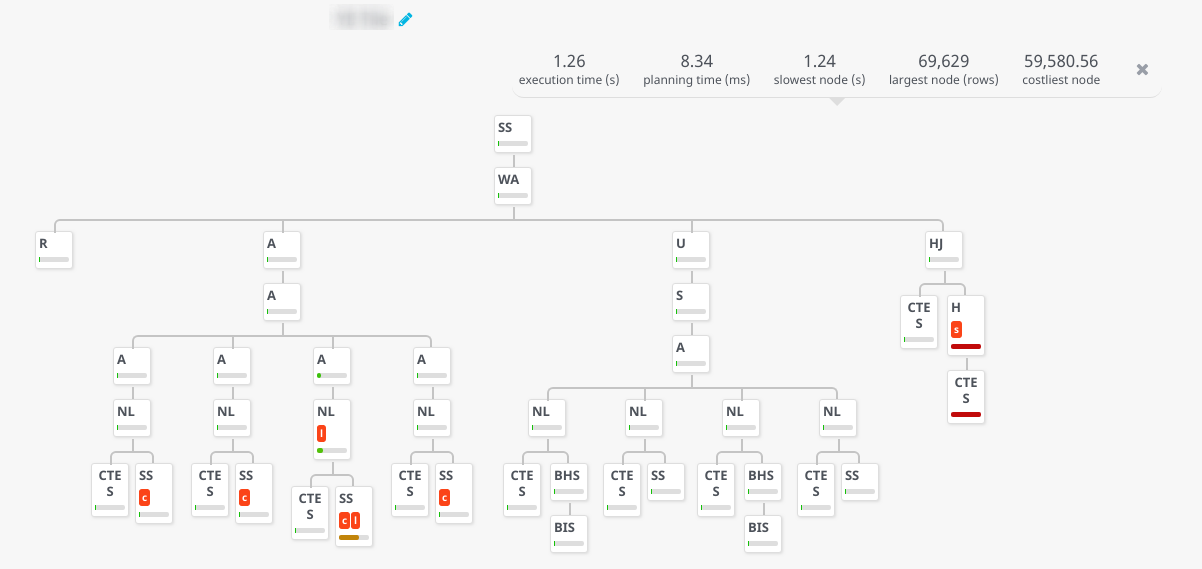 1.26 8.34 1.24 69,629 59,580.56
execution time (s) planning time (ms) slowest node (s) largest node (rows) costliest node
SS
WA
R A U HJ
A S CTE S H s
A A A A A CTE S
NL NL NL l NL NL NL NL NL
CTE S SS c CTE S SS c CTE S SS c l CTE S SS c CTE S BHS CTE S SS CTE S BHS CTE S SS
BIS BIS